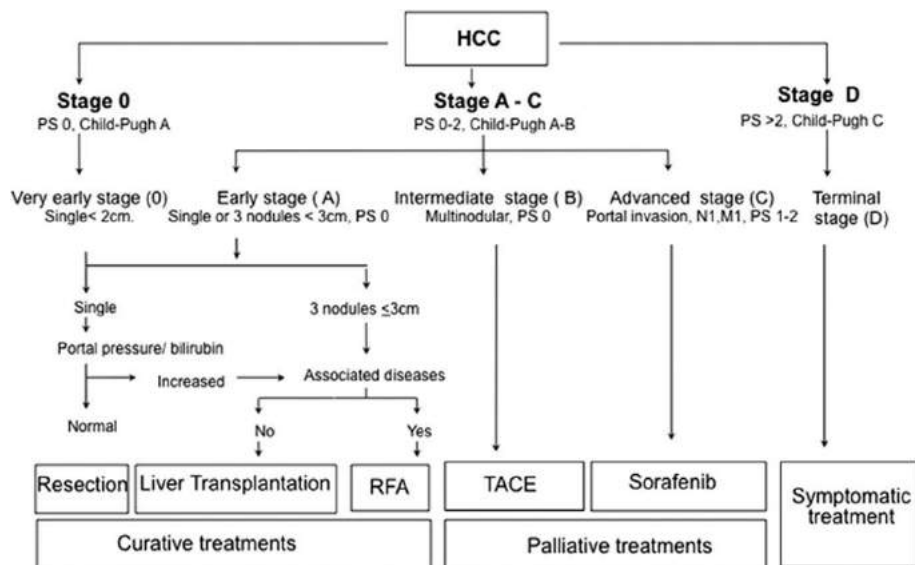 HCC
Stage 0
PS 0, Child-Pugh A
Stage A - C
PS 0-2, Child-Pugh A-B
Stage D
PS >2, Child-Pugh C
Very early stage (0)
Single< 2cm.
Early stage ( A)
Single or 3 nodules < 3cm, PS 0
Intermediate stage ( B)
Multinodular, PS 0
Advanced stage (C)
Portal invasion, N1,M1, PS 1-2
Terminal
stage (D)
Single
3 nodules ≤3cm
Portal pressure/ bilirubin
Increased
Associated diseases
Normal
No
Yes
Resection
Liver Transplantation
RFA
TACE
Sorafenib
Symptomatic
treatment
Curative treatments
Palliative treatments